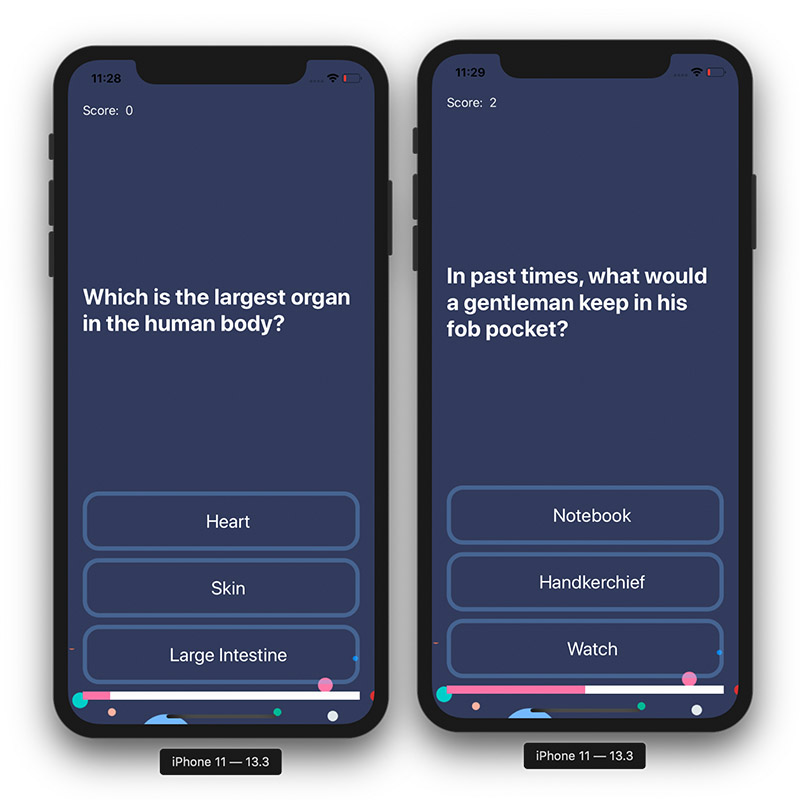 11:28
Score: 0
Which is the largest organ
in the human body?
Heart
Skin
Large Intestine
iPhone 11 — 13.3
11:29
Score: 2
In past times, what would
a gentleman keep in his
fob pocket?
Notebook
Handkerchief
Watch
iPhone 11 — 13.3